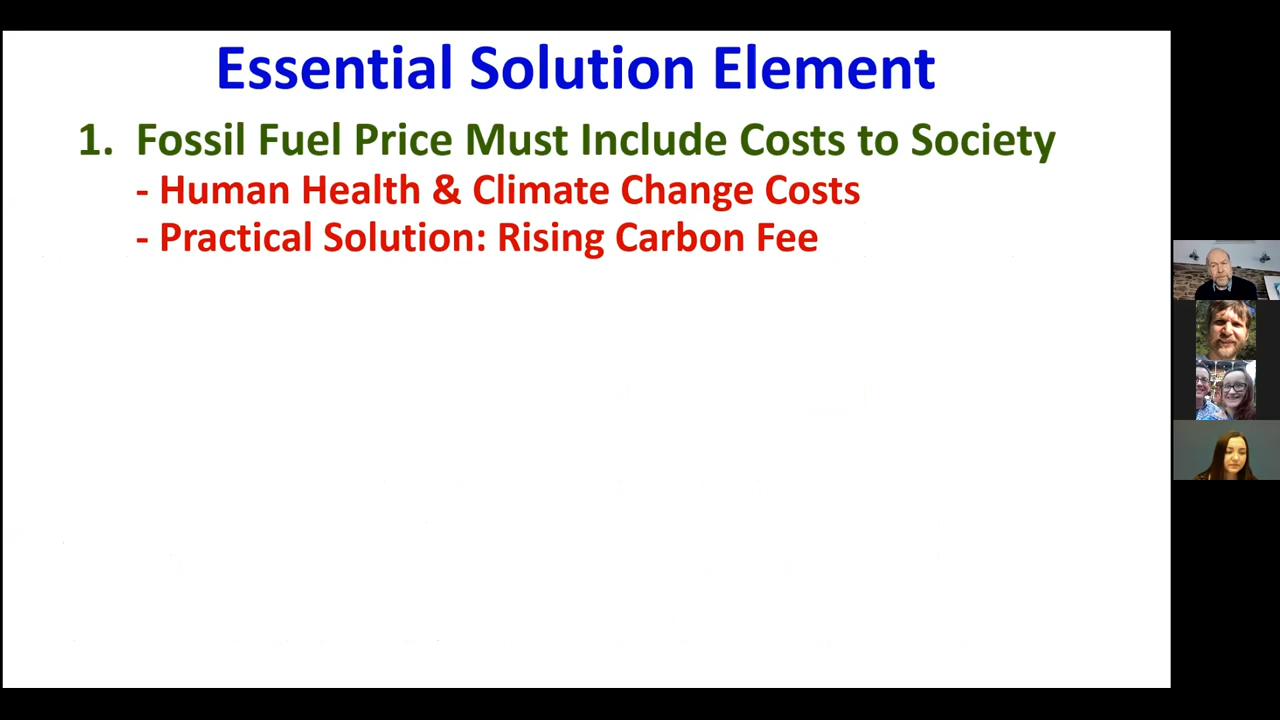 Essential Solution Element
1. Fossil Fuel Price Must Include Costs to Society
- Human Health & Climate Change Costs
- Practical Solution: Rising Carbon Fee